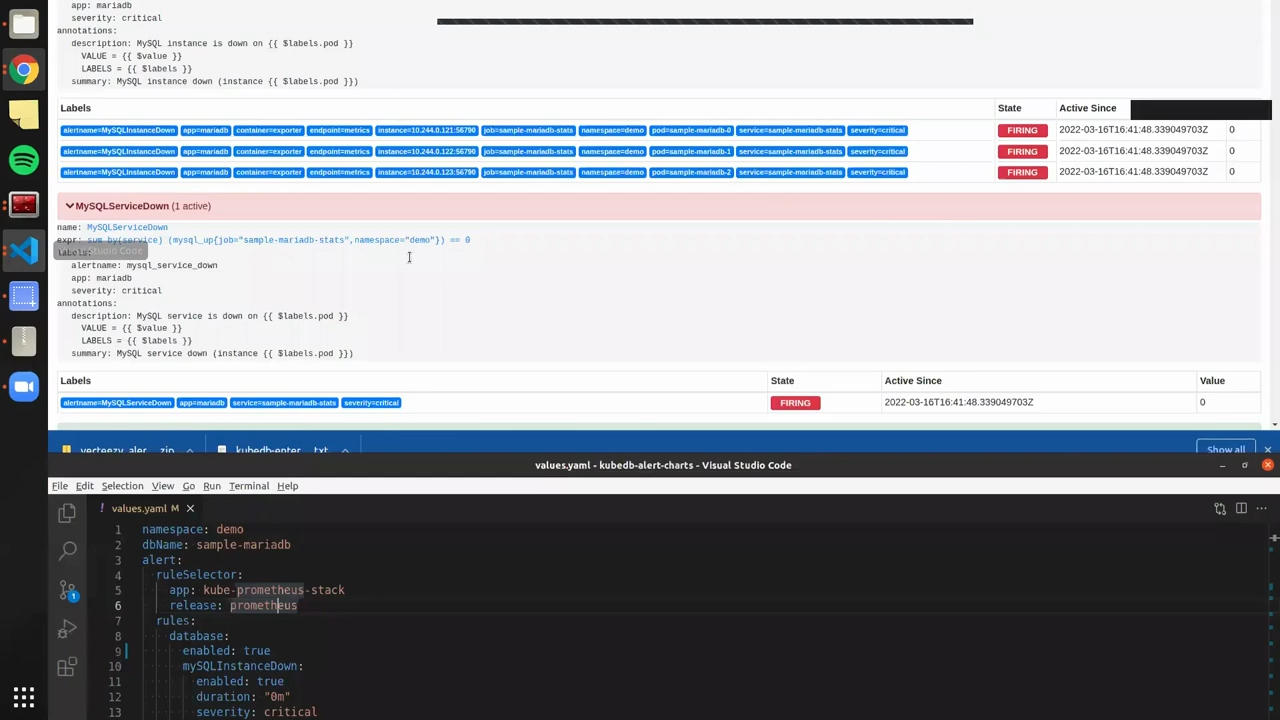 app: mariadb
severity: critical
annotations:
description: MySQL instance is down on {{ $labels.pod }}
VALUE = {{ $value }}
LABELS = {{ $labels }}
summary: MySQL instance down (instance {{ $labels.pod }})
Labels State Active Since
alertname=MySQLInstanceDown app=mariadb container=exporter endpoint=metrics instance=10.244.0.121:56790 job=sample-mariadb-stats namespace=demo pod=sample-mariadb-0 service=sample-mariadb-stats severity=critical FIRING 2022-03-16T16:41:48.339049703Z 0
alertname=MySQLInstanceDown app=mariadb container=exporter endpoint=metrics instance=10.244.0.122:56790 job=sample-mariadb-stats namespace=demo pod=sample-mariadb-1 service=sample-mariadb-stats severity=critical FIRING 2022-03-16T16:41:48.339049703Z 0
alertname=MySQLInstanceDown app=mariadb container=exporter endpoint=metrics instance=10.244.0.123:56790 job=sample-mariadb-stats namespace=demo pod=sample-mariadb-2 service=sample-mariadb-stats severity=critical FIRING 2022-03-16T16:41:48.339049703Z 0
MySQLServiceDown (1 active)
name: MySQLServiceDown
expr: sum by(service) (mysql_up{job="sample-mariadb-stats",namespace="demo"}) == 0
labels:
Studio Code
alertname: mysql_service_down
app: mariadb
severity: critical
annotations:
description: MySQL service is down on {{ $labels.pod }}
VALUE = {{ $value }}
LABELS = {{ $labels }}
summary: MySQL service down (instance {{ $labels.pod }})
Labels State Active Since Value
alertname=MySQLServiceDown app=mariadb service=sample-mariadb-stats severity=critical FIRING 2022-03-16T16:41:48.339049703Z 0
verteezy_aler....zip kubedb-enter....txt Show all
values.yaml - kubedb-alert-charts - Visual Studio Code
File Edit Selection View Go Run Terminal Help
! values.yaml M
1 namespace: demo
2 dbName: sample-mariadb
3 alert:
4 ruleSelector:
5 app: kube-prometheus-stack
6 release: prometheus
7 rules:
8 database:
9 enabled: true
10 mySQLInstanceDown:
11 enabled: true
12 duration: "0m"
13 severity: critical
1